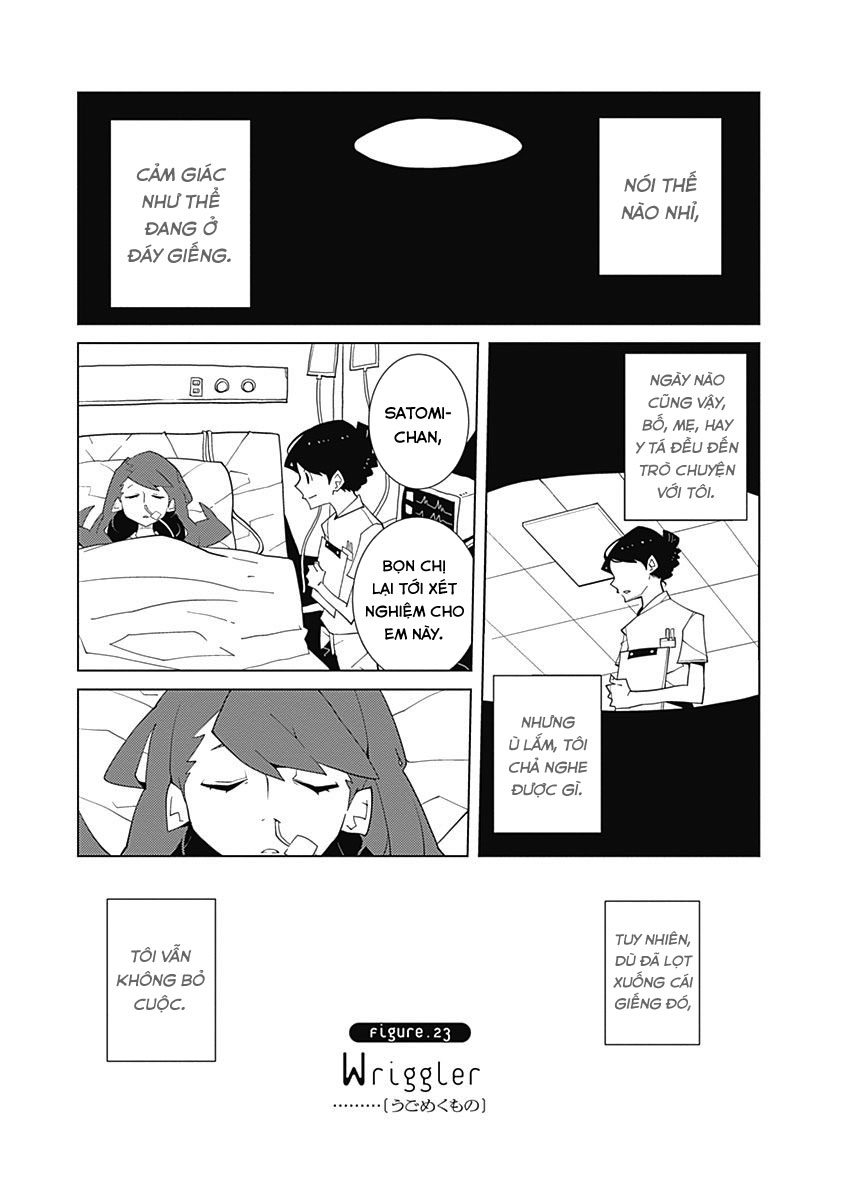 NÓI THẾ
NÀO NHỈ,
CẢM GIÁC
NHƯ THỂ
ĐANG Ở
ĐÁY GIẾNG.
NGÀY NÀO
CŨNG VẬY,
BỐ, MẸ, HAY
Y TÁ ĐỀU ĐẾN
TRÒ CHUYỆN
VỚI TÔI.
NHƯNG
Ù LẮM, TÔI
CHẢ NGHE
ĐƯỢC GÌ.
SATOMI-
CHAN,
BỌN CHỊ
LẠI TỚI XÉT
NGHIỆM CHO
EM NÀY.
TUY NHIÊN,
DÙ ĐÃ LỌT
XUỐNG CÁI
GIẾNG ĐÓ,
TÔI VẪN
KHÔNG BỎ
CUỘC.
Figure.23
Wriggler
………〔うごめくもの〕